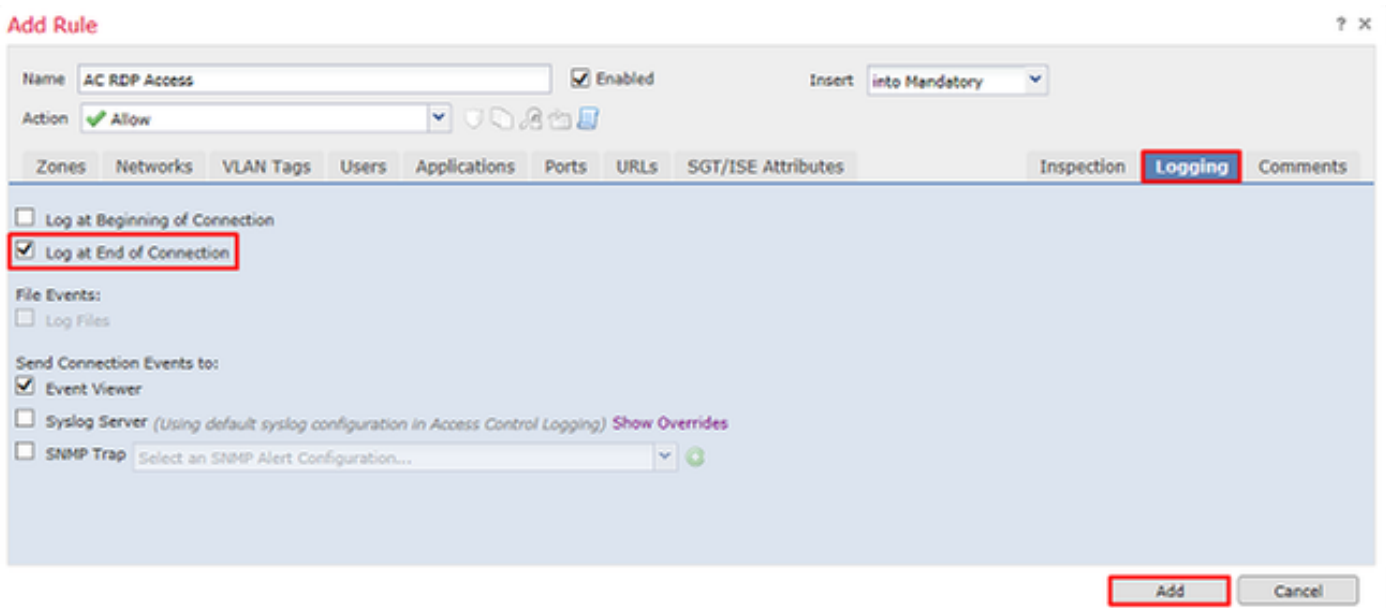 Add Rule ? X
Name AC RDP Access Enabled Insert into Mandatory
Action Allow
Zones Networks VLAN Tags Users Applications Ports URLs SGT/ISE Attributes Inspection Logging Comments
Log at Beginning of Connection
Log at End of Connection
File Events:
Log Files
Send Connection Events to:
Event Viewer
Syslog Server (Using default syslog configuration in Access Control Logging) Show Overrides
SNMP Trap Select an SNMP Alert Configuration...
Add Cancel